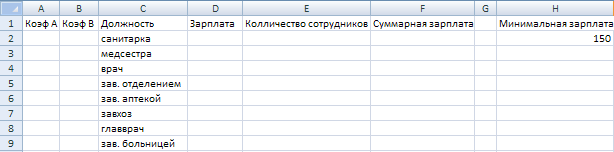 A B C D E F G H
1 Коэф А Коэф В Должность Зарплата Колличество сотрудников Суммарная зарплата Минимальная зарплата
2 санитарка 150
3 медсестра
4 врач
5 зав. отделением
6 зав. аптекой
7 завхоз
8 главврач
9 зав. больницей